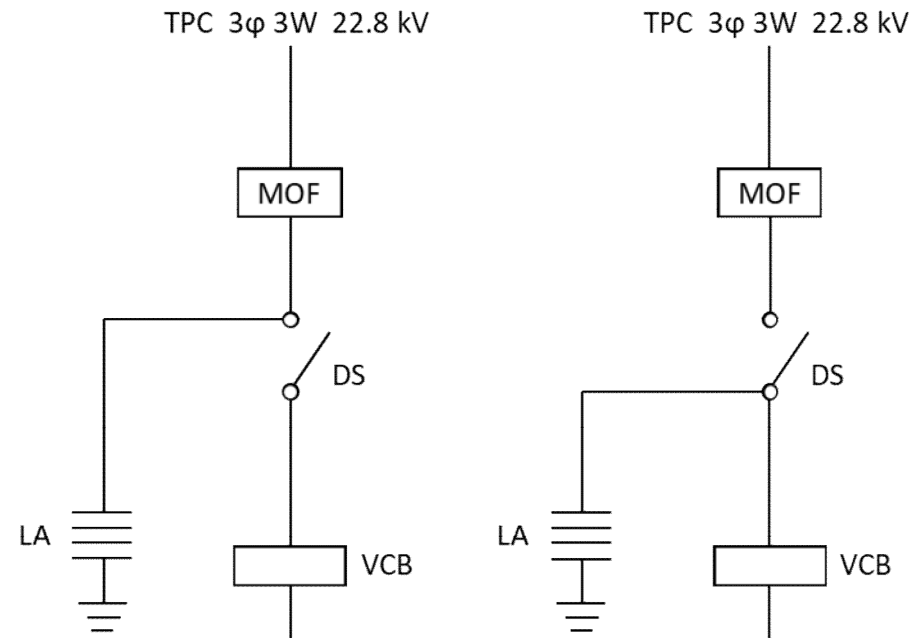 TPC 3φ 3W 22.8 kV
MOF
DS
LA
VCB
TPC 3φ 3W 22.8 kV
MOF
DS
LA
VCB